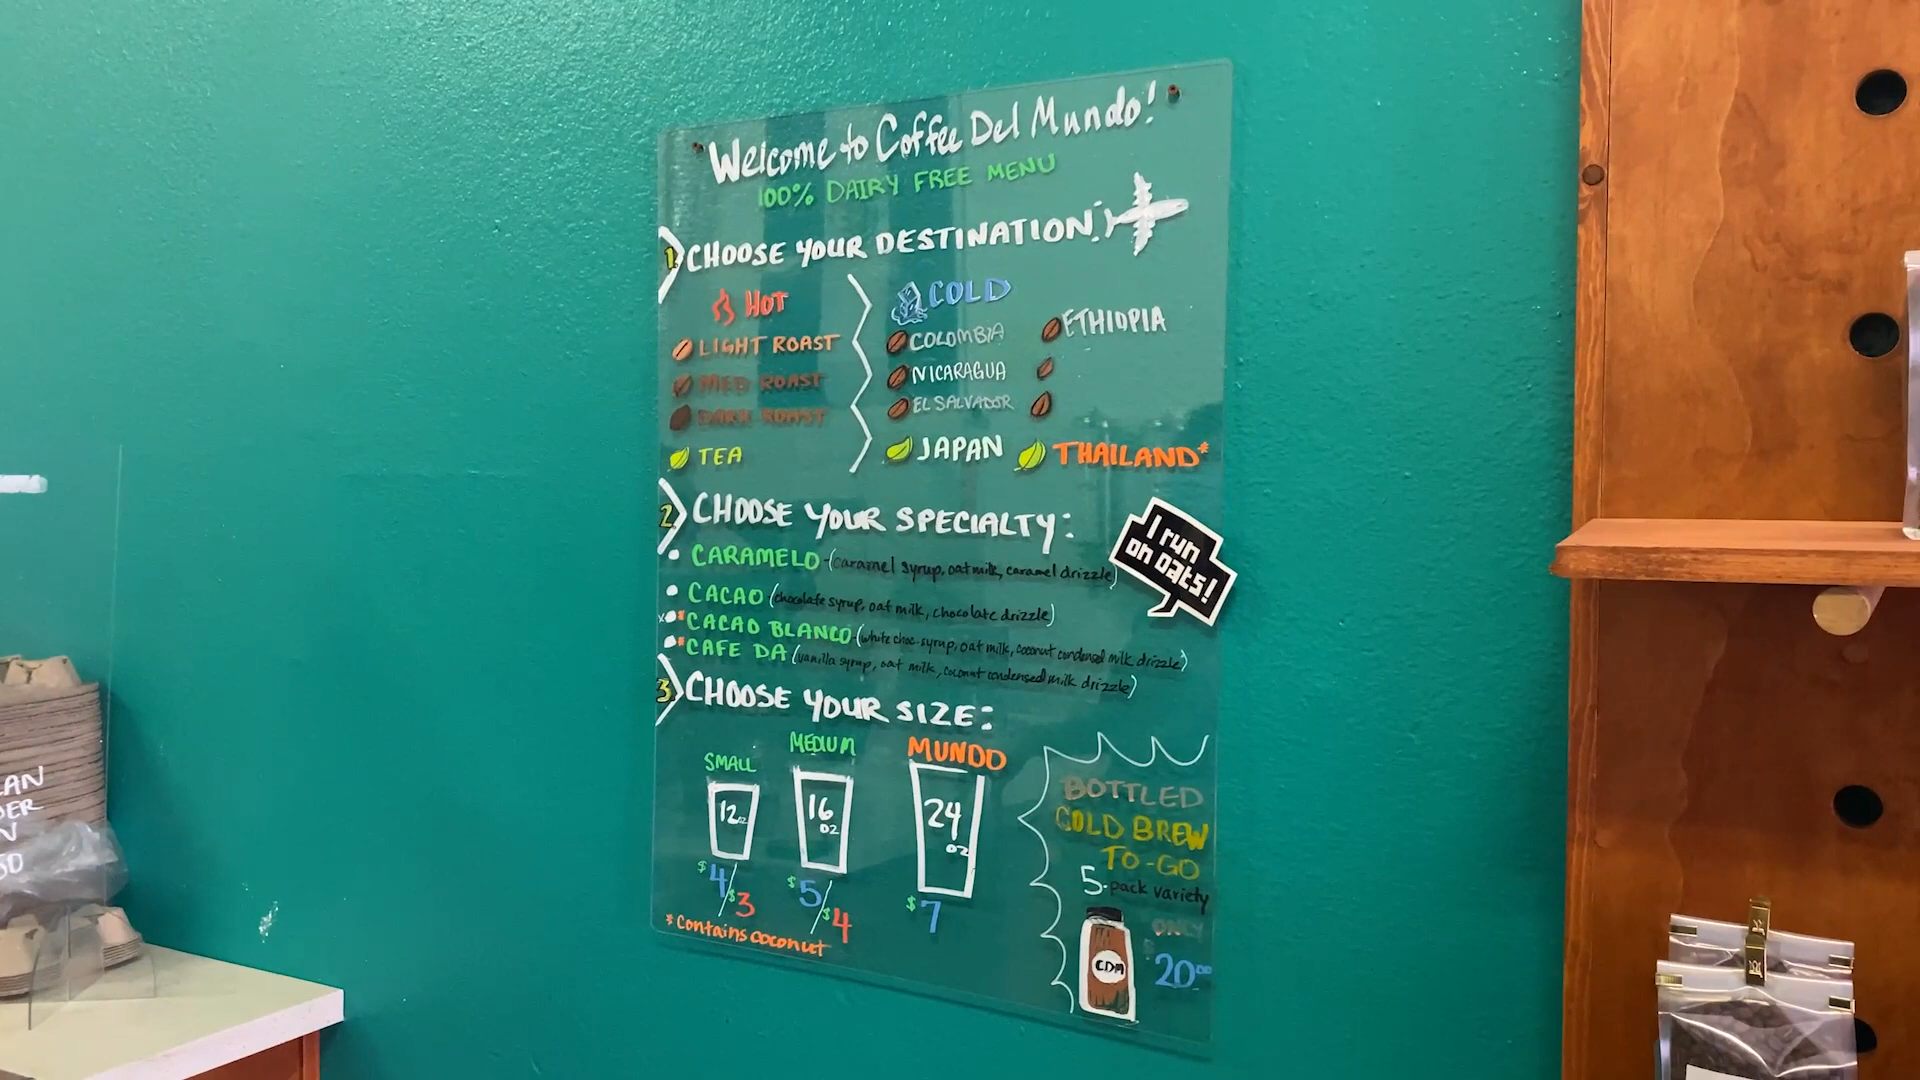 Welcome to Coffee Del Mundo!
100% DAIRY FREE MENU
1. CHOOSE YOUR DESTINATION:
HOT
LIGHT ROAST
MED ROAST
DARK ROAST
TEA
COLD
COLOMBIA
ETHIOPIA
NICARAGUA
EL SALVADOR
JAPAN
THAILAND*
2. CHOOSE YOUR SPECIALTY:
I run
on oats!
• CARAMELO-(caramel syrup, oat milk, caramel drizzle)
• CACAO (chocolate syrup, oat milk, chocolate drizzle)
x•*CACAO BLANCO-(white choc-syrup, oat milk, coconut condensed milk drizzle)
•*CAFE DA (vanilla syrup, oat milk, coconut condensed milk drizzle)
3 CHOOSE YOUR SIZE:
SMALL
12oz
$4/$3
MEDIUM
16
oz
$5/$4
MUNDO
24
oz
$7
*contains coconut
BOTTLED
COLD BREW
TO-GO
5-pack variety
ONLY
$2000
CDM